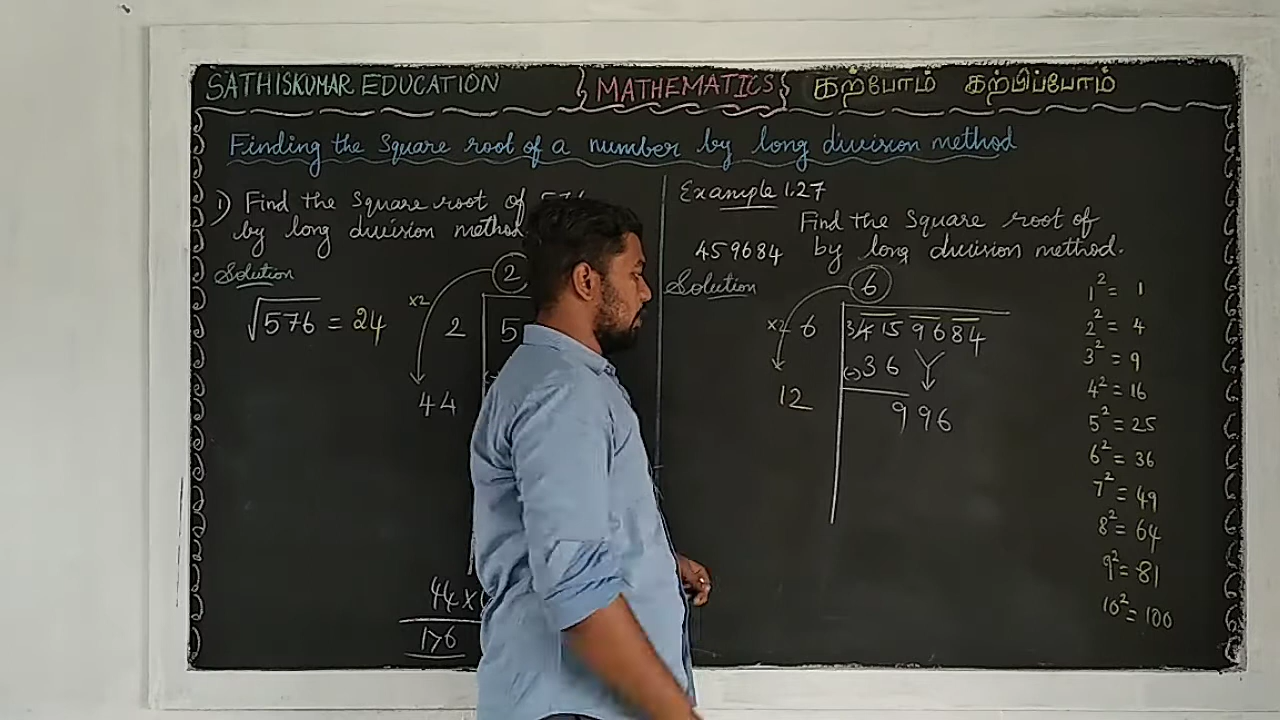 SATHISKUMAR EDUCATION } MATHEMATICS } கற்போம் கற்பிப்போம்
Finding the square root of a number by long division method
1) Find the square root of
by long division method
Solution
√576 = 24
2
×2
2 5
44
44 ×
176
Example 1.27
Find the square root of
459684 by long division method.
Solution
6
×2 6 3 4 15 96 84
(-) 36
12 996
1² = 1
2² = 4
3² = 9
4² = 16
5² = 25
6² = 36
7² = 49
8² = 64
9² = 81
10² = 100